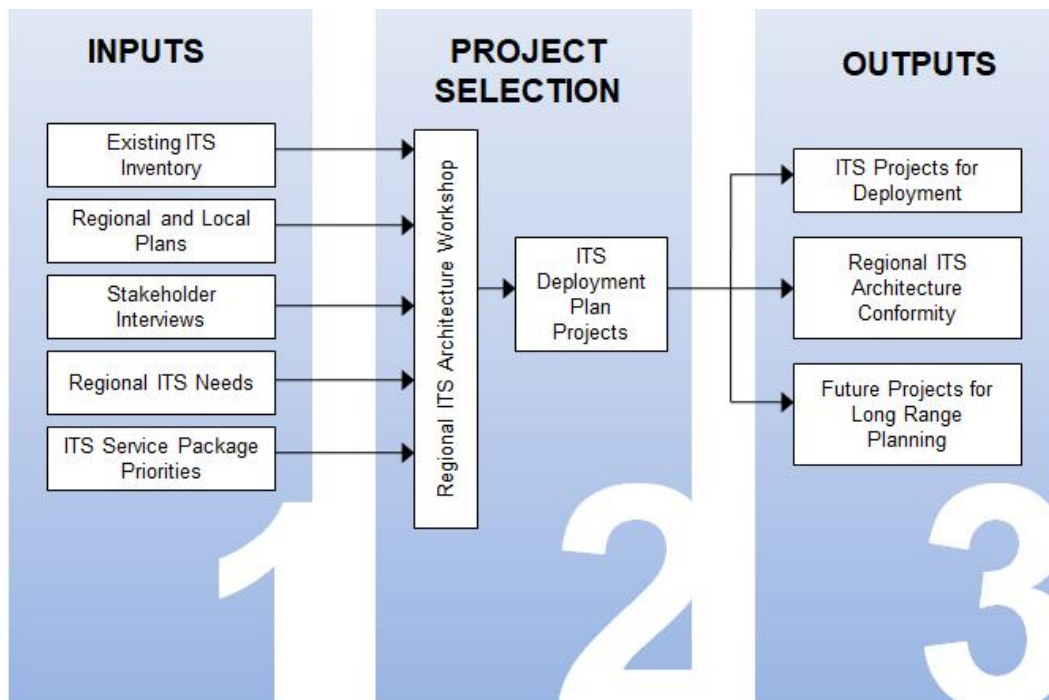 INPUTS
Existing ITS
Inventory
Regional and Local
Plans
Stakeholder
Interviews
Regional ITS Needs
ITS Service Package
Priorities
1
PROJECT
SELECTION
Regional ITS Architecture Workshop
ITS
Deployment
Plan
Projects
2
OUTPUTS
ITS Projects for
Deployment
Regional ITS
Architecture
Conformity
Future Projects for
Long Range
Planning
3